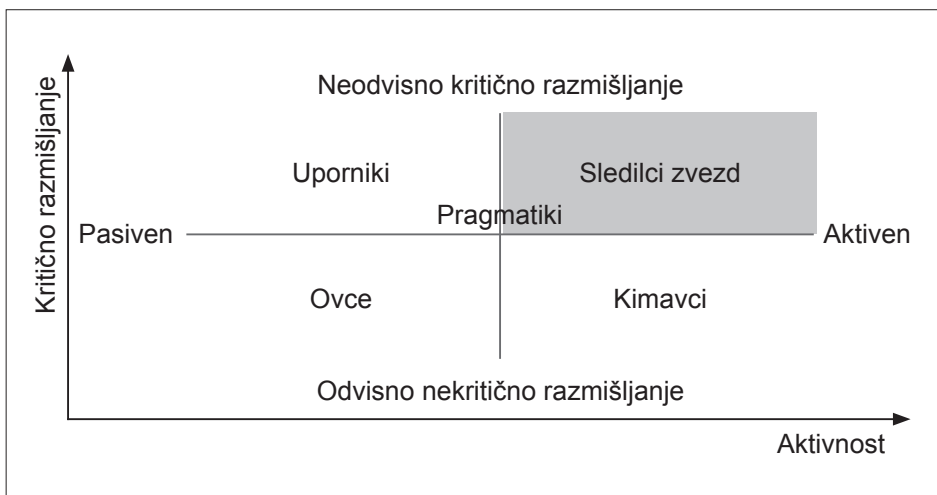 Kritično razmišljanje
Neodvisno kritično razmišljanje
Uporniki
Sledilci zvezd
Pragmatiki
Pasiven
Aktiven
Ovce
Kimavci
Odvisno nekritično razmišljanje
Aktivnost